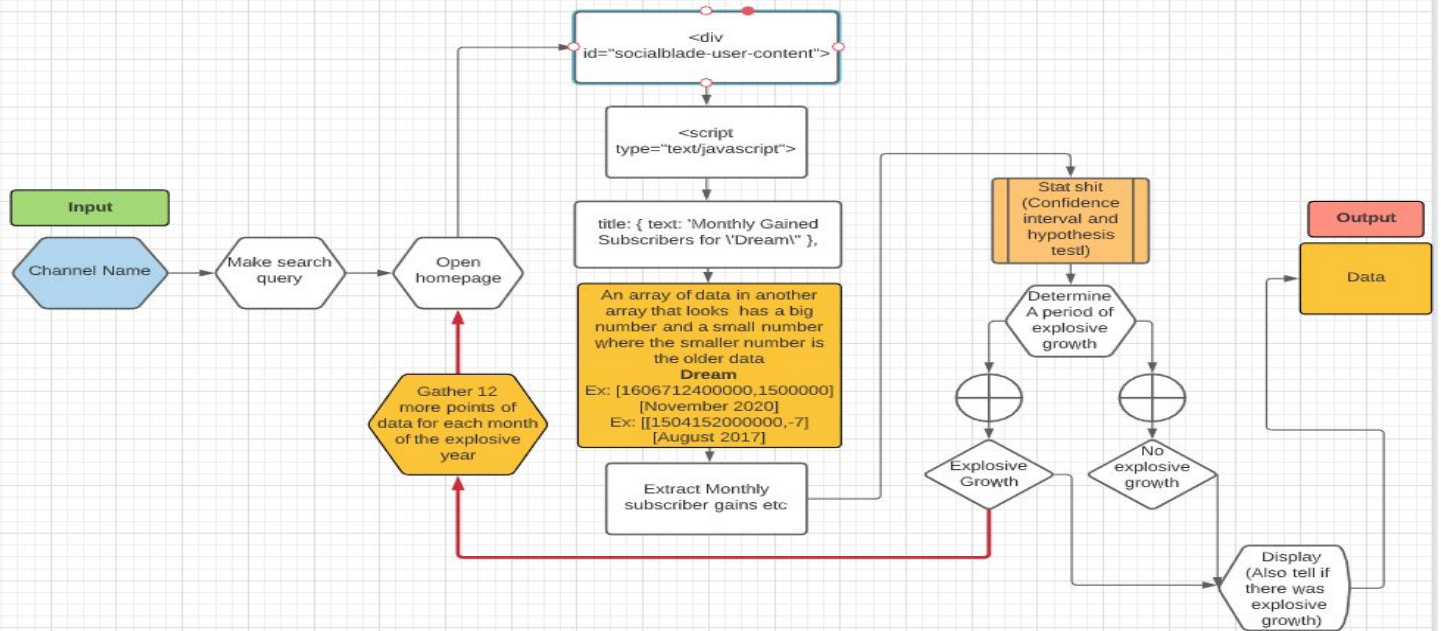 Input
Channel Name
Make search
query
Open
homepage
<div
id="socialblade-user-content">
<script
type="text/javascript">
title: { text: 'Monthly Gained
Subscribers for \'Dream\'' },
An array of data in another
array that looks  has a big
number and a small number
where the smaller number is
the older data
Dream
Ex: [1606712400000,1500000]
[November 2020]
Ex: [[1504152000000,-7]
[August 2017]
Extract Monthly
subscriber gains etc
Gather 12
more points of
data for each month
of the explosive
year
Stat shit
(Confidence
interval and
hypothesis
testl)
Determine
A period of
explosive
growth
Explosive
Growth
No
explosive
growth
Display
(Also tell if
there was
explosive
growth)
Output
Data